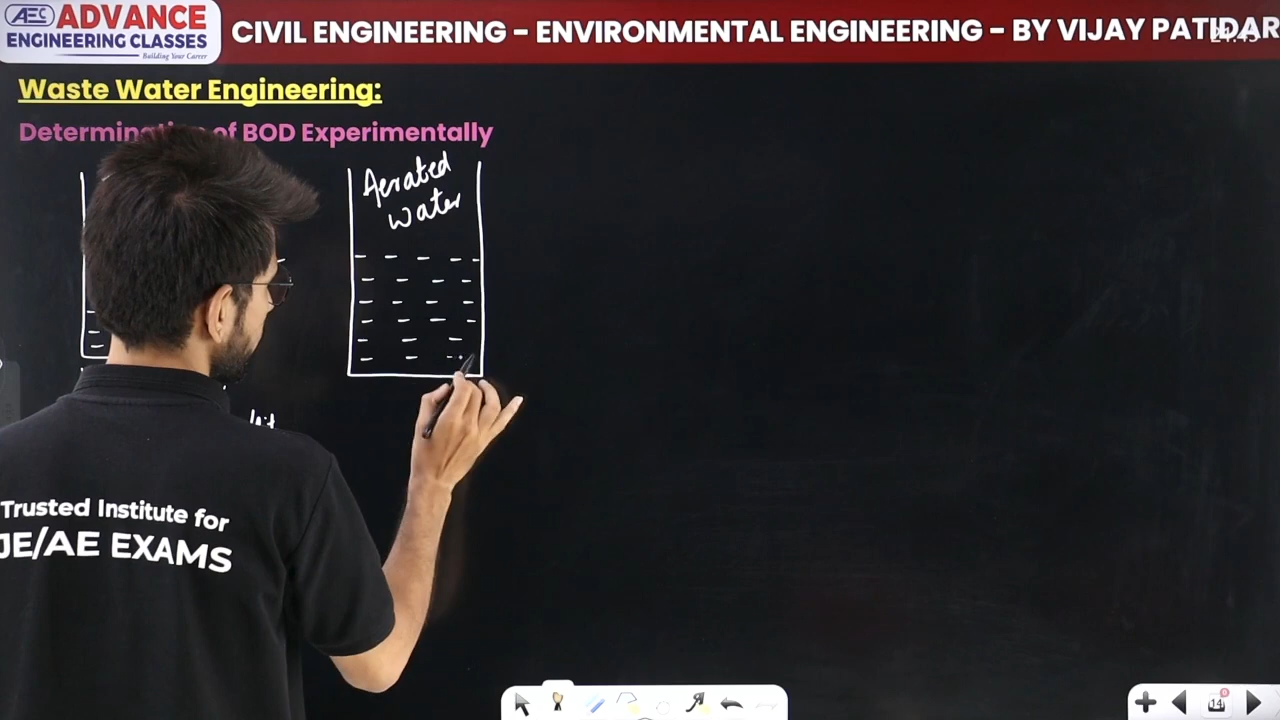 AEC ADVANCE
ENGINEERING CLASSES
Building Your Career
CIVIL ENGINEERING - ENVIRONMENTAL ENGINEERING - BY VIJAY PATIDAR
Waste Water Engineering:
of BOD Experimentally
Aerated
water
Trusted Institute for
JE/AE EXAMS
14